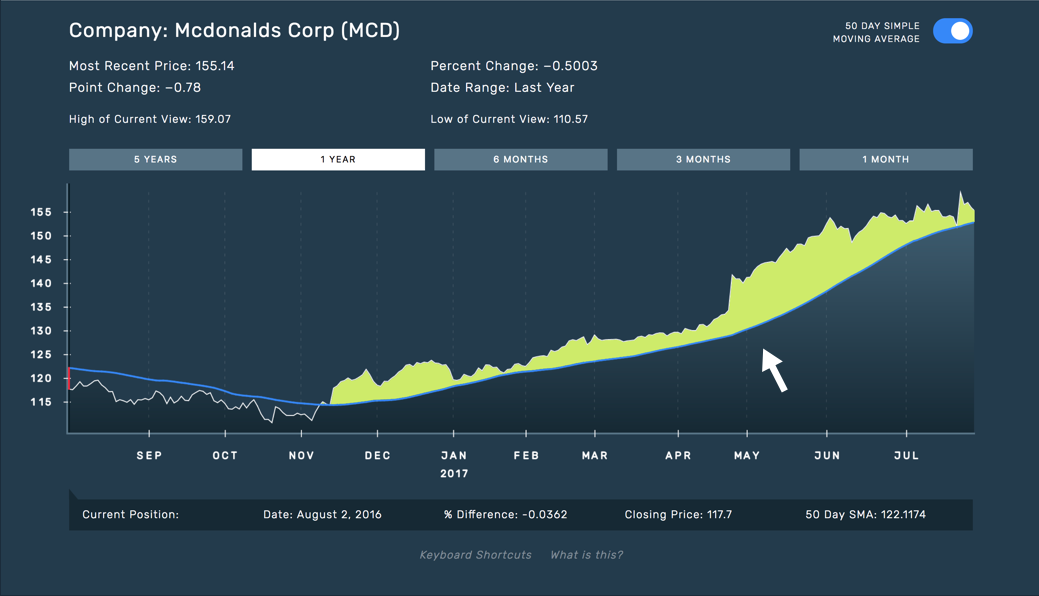 Company: Mcdonalds Corp (MCD)
50 DAY SIMPLE
MOVING AVERAGE
Most Recent Price: 155.14
Percent Change: −0.5003
Point Change: −0.78
Date Range: Last Year
High of Current View: 159.07
Low of Current View: 110.57
5 YEARS
1 YEAR
6 MONTHS
3 MONTHS
1 MONTH
155
150
145
140
135
130
125
120
115
SEP
OCT
NOV
DEC
JAN
2017
FEB
MAR
APR
MAY
JUN
JUL
Current Position:
Date: August 2, 2016
% Difference: -0.0362
Closing Price: 117.7
50 Day SMA: 122.1174
Keyboard Shortcuts
What is this?